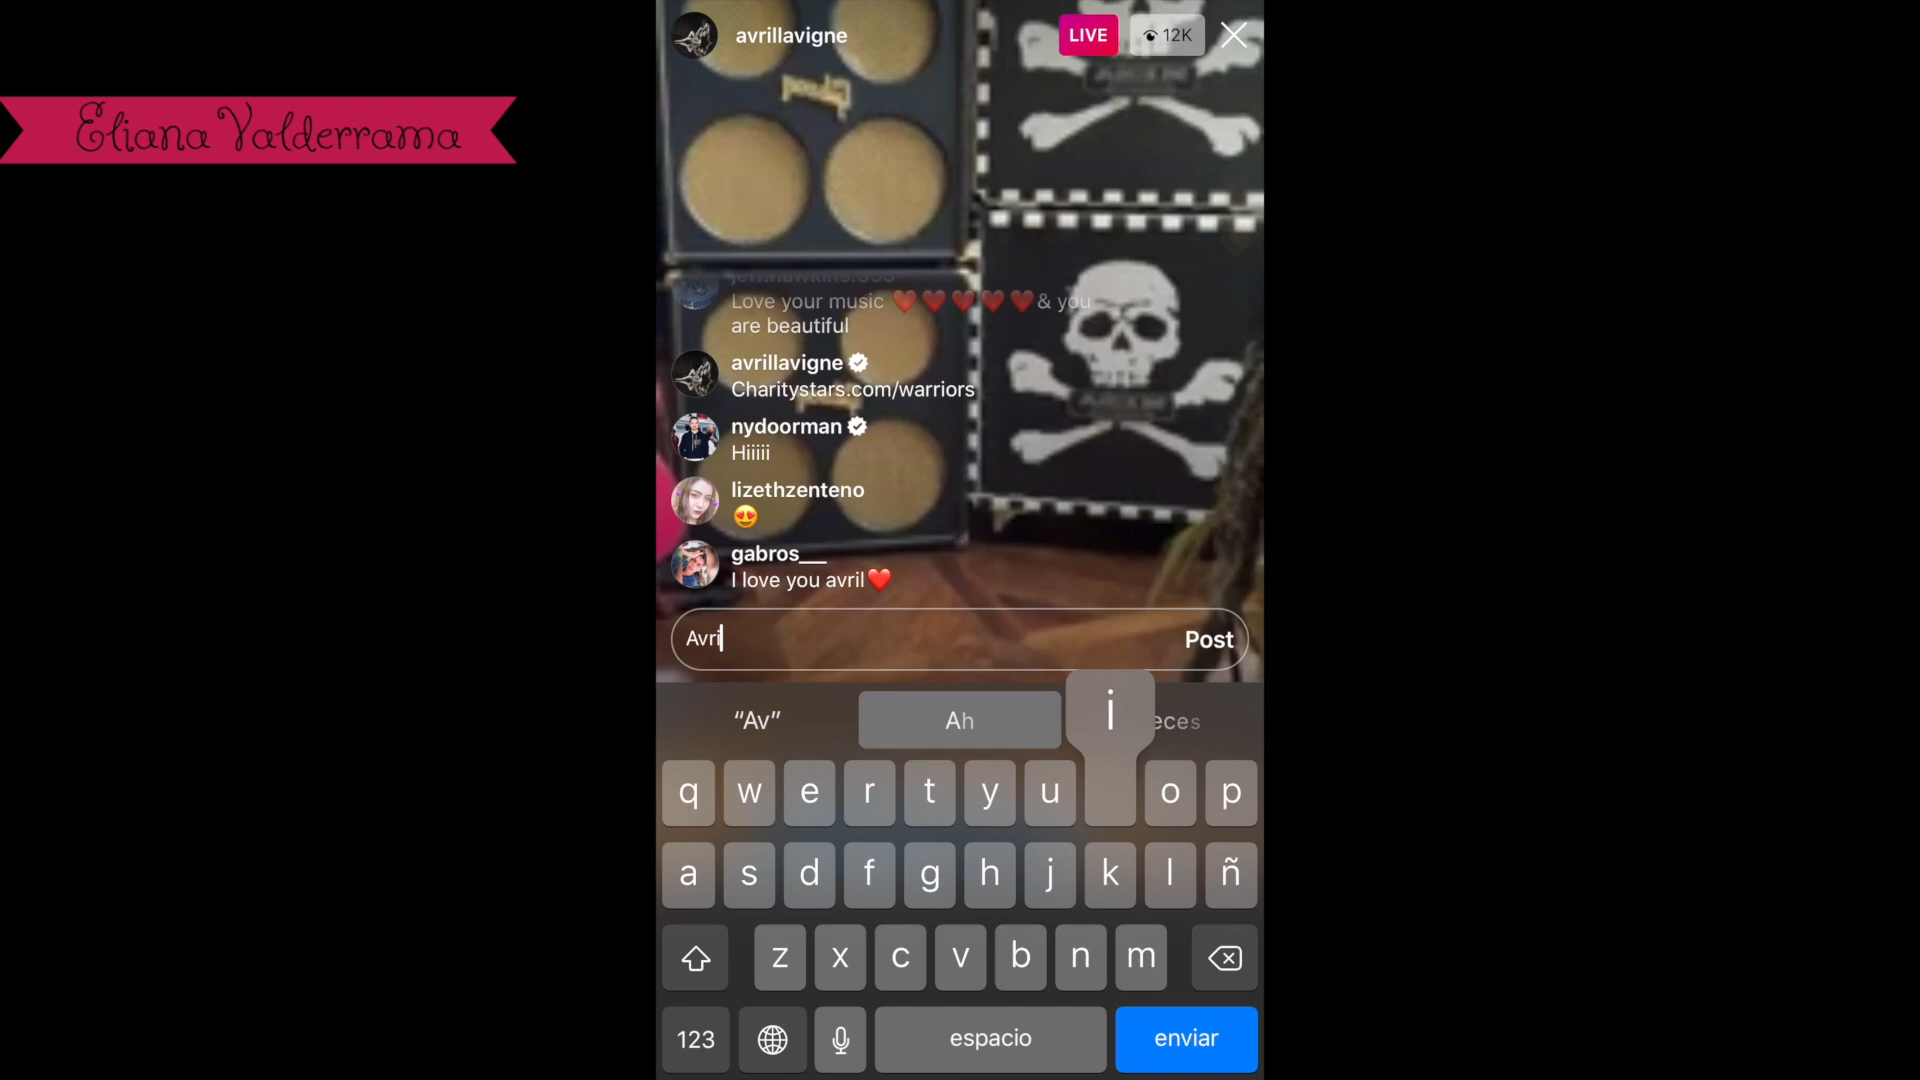 avrillavigne
LIVE
12K
Eliana Valderrama
Love your music ❤️❤️❤️❤️❤️& you
are beautiful
avrillavigne
Charitystars.com/warriors
nydoorman
Hiiiii
lizethzenteno
😍
gabros__
I love you avril❤️
Avri
Post
“Av”
Ah
i
q w e r t y u o p
a s d f g h j k l ñ
z x c v b n m
123
espacio
enviar